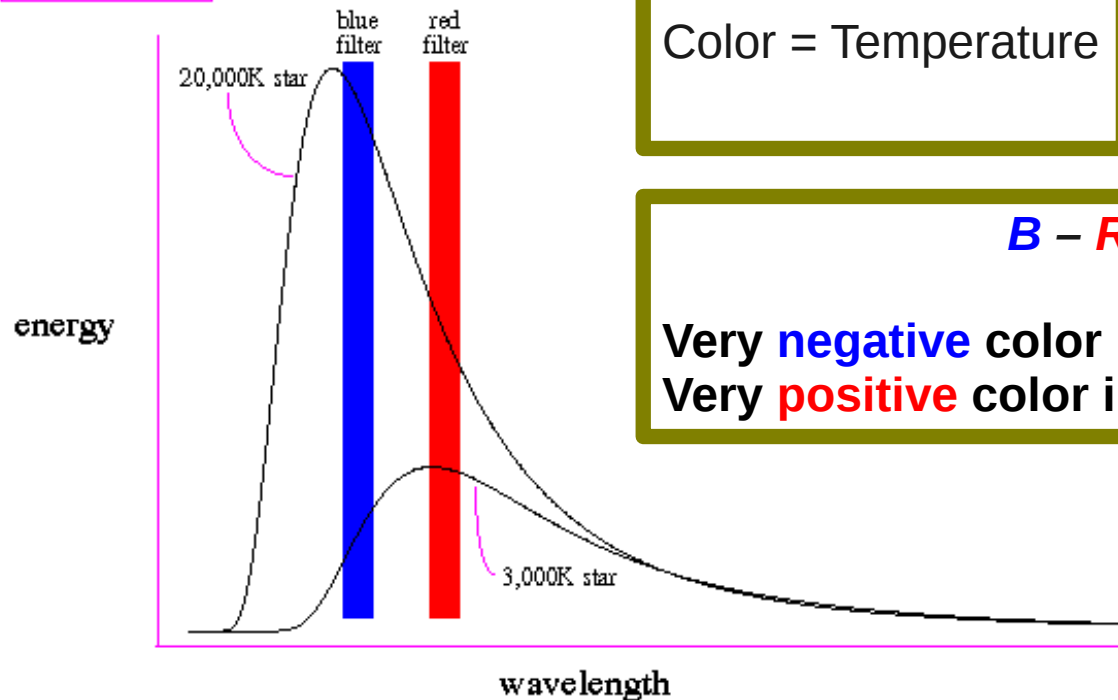 blue
filter
red
filter
20,000K star
energy
3,000K star
wavelength
Color = Temperature
B – R
Very negative color
Very positive color i